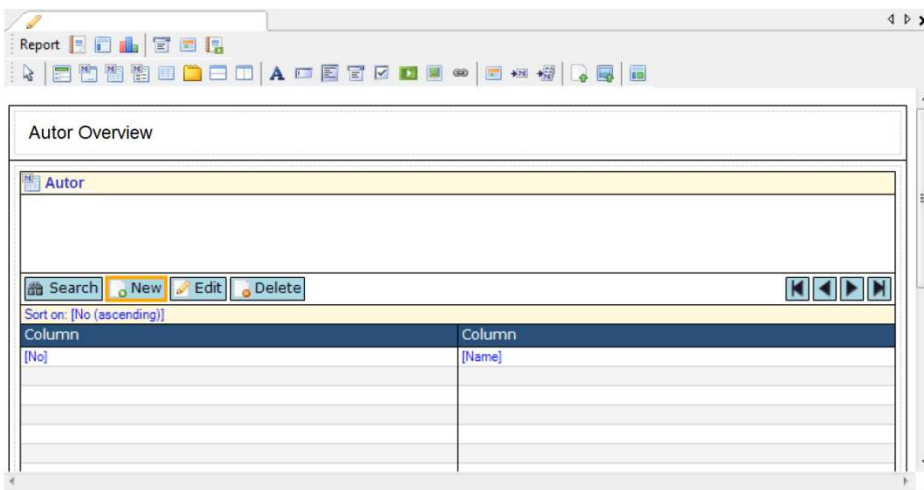 Report
A
Autor Overview
Autor
Search New Edit Delete
Sort on: [No (ascending)]
Column Column
[No] [Name]